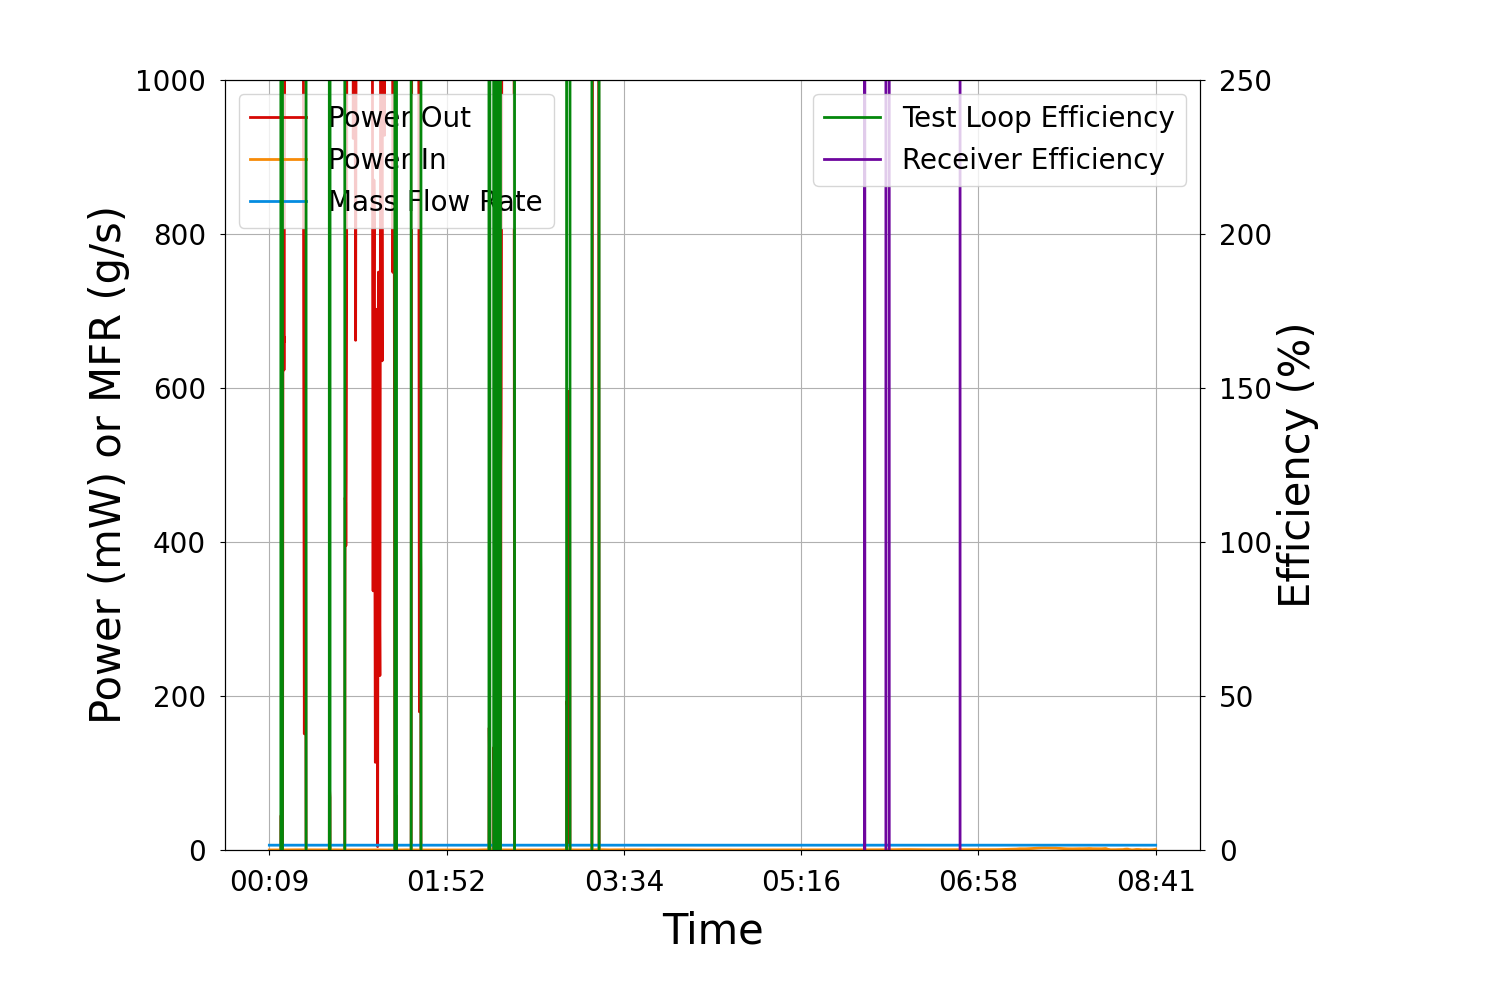 1000
800
600
400
200
0
Power (mW) or MFR (g/s)
Power Out
Power In
Mass Flow Rate
Test Loop Efficiency
Receiver Efficiency
250
200
150
100
50
0
Efficiency (%)
00:09 01:52 03:34 05:16 06:58 08:41
Time